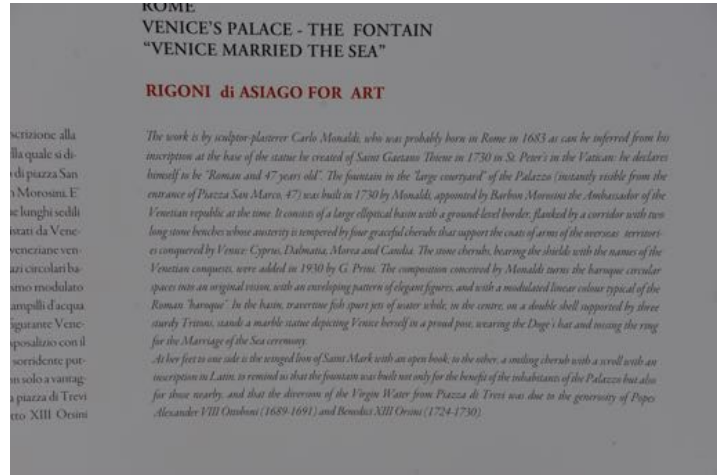 ROME
VENICE'S PALACE - THE FONTAIN
"VENICE MARRIED THE SEA"
RIGONI di ASIAGO FOR ART
scrizione alla
lla quale si di-
di piazza San
Morosini. E'
e lunghi sedili
stati da Vene-
veneziane ven-
azi circolari ba-
smo modulato
ampilli d'acqua
igurante Vene-
posalizio con il
sorridente put-
n solo a vantag-
piazza di Trevi
tto XIII Orsini
The work is by sculptor-plasterer Carlo Monaldi, who was probably born in Rome in 1683 as can be inferred from his
inscription at the base of the statue he created of Saint Gaetano Thiene in 1730 in St. Peter's in the Vatican: he declares
himself to be "Roman and 47 years old". The fountain in the "large courtyard" of the Palazzo (instantly visible from the
entrance of Piazza San Marco, 47) was built in 1730 by Monaldi, appointed by Barbon Morosini the Ambassador of the
Venetian republic at the time. It consists of a large elliptical basin with a ground-level border, flanked by a corridor with two
long stone benches whose austerity is tempered by four graceful cherubs that support the coats of arms of the overseas territori-
es conquered by Venice: Cyprus, Dalmatia, Morea and Candia. The stone cherubs, bearing the shields with the names of the
Venetian conquests, were added in 1930 by G. Prini. The composition conceived by Monaldi turns the baroque circular
spaces into an original vision, with an enveloping pattern of elegant figures, and with a modulated linear colour typical of the
Roman "baroque". In the basin, travertine fish spurt jets of water while, in the centre, on a double shell supported by three
sturdy Tritons, stands a marble statue depicting Venice herself in a proud pose, wearing the Doge's hat and tossing the ring
for the Marriage of the Sea ceremony.
At her feet to one side is the winged lion of Saint Mark with an open book; to the other, a smiling cherub with a scroll with an
inscription in Latin, to remind us that the fountain was built not only for the benefit of the inhabitants of the Palazzo but also
for those nearby, and that the diversion of the Virgin Water from Piazza di Trevi was due to the generosity of Popes
Alexander VIII Ottoboni (1689-1691) and Benedict XIII Orsini (1724-1730).